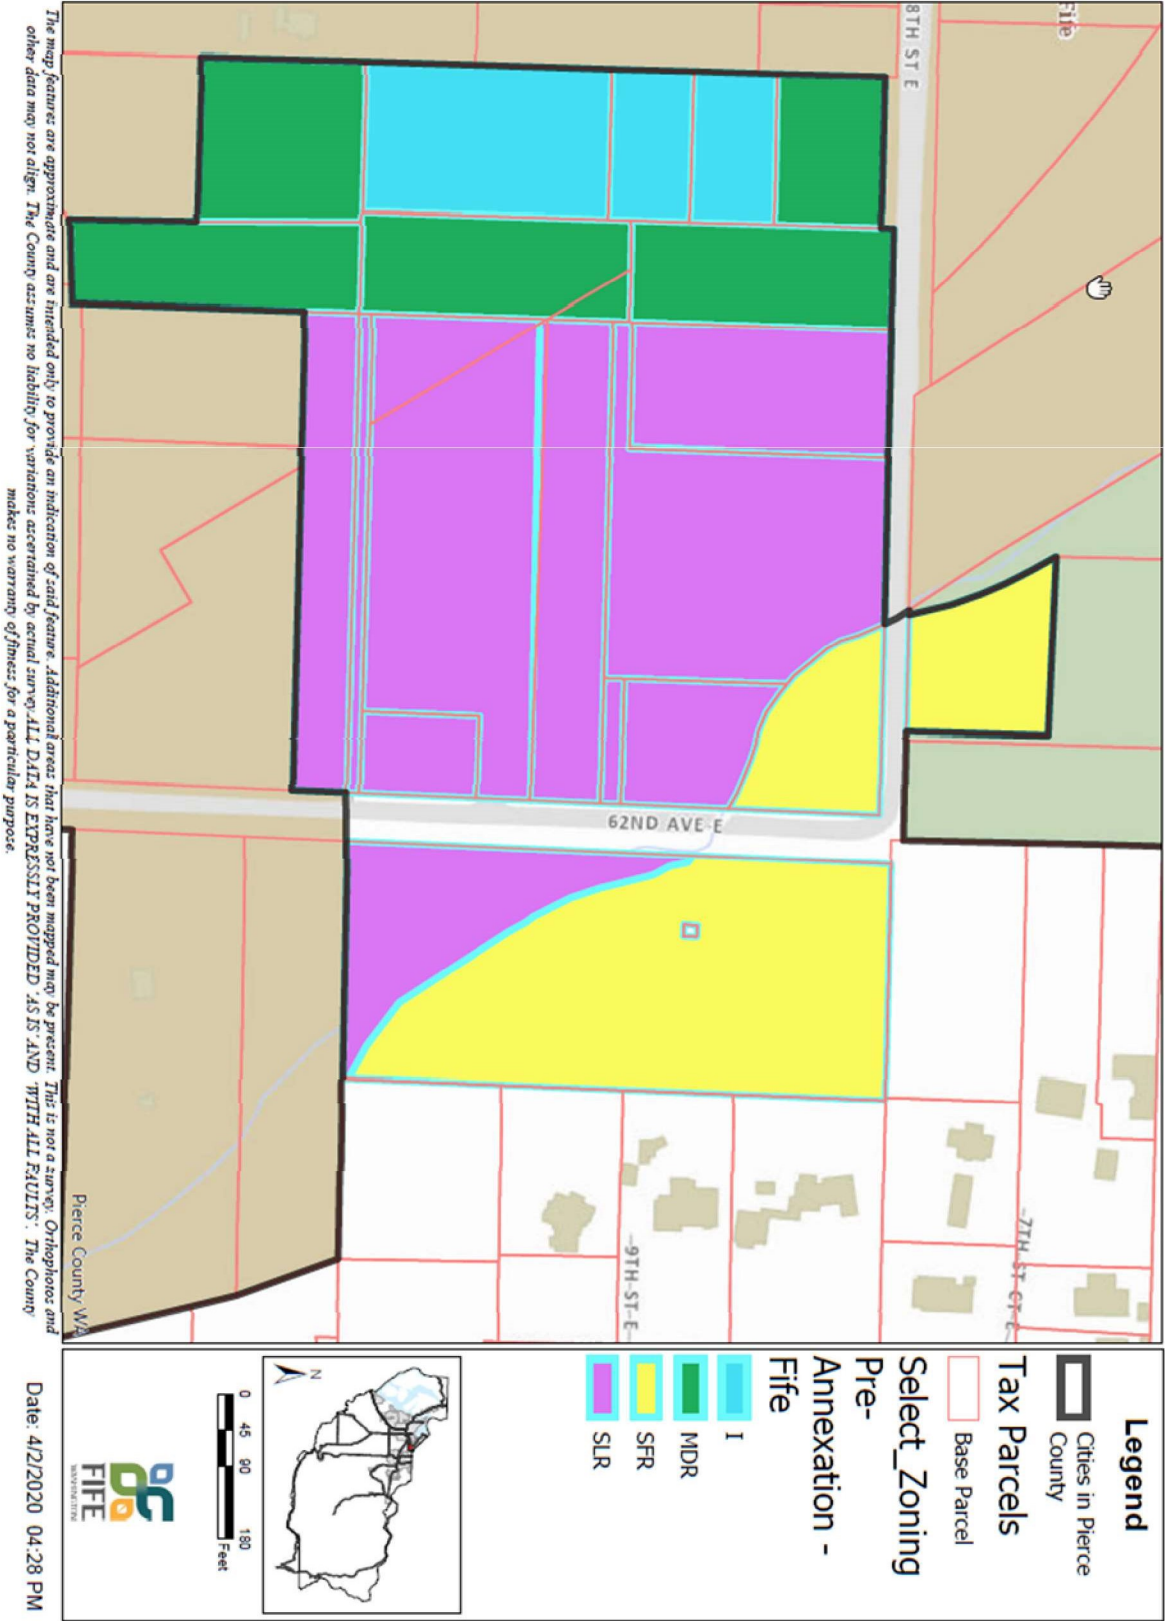 Fife
8TH ST E
62ND AVE E
7TH ST CT E
9TH ST E
Pierce County WA
The map features are approximate and are intended only to provide an indication of said feature. Additional areas that have not been mapped may be present. This is not a survey. Orthophotos and
other data may not align. The County assumes no liability for variations ascertained by actual survey. ALL DATA IS EXPRESSLY PROVIDED 'AS IS' AND 'WITH ALL FAULTS'. The County
makes no warranty of fitness for a particular purpose.
Legend
Cities in Pierce
County
Tax Parcels
Base Parcel
Select_Zoning
Pre-
Annexation -
Fife
I
MDR
SFR
SLR
N
0 45 90 180
Feet
FIFE
WASHINGTON
Date: 4/2/2020 04:28 PM